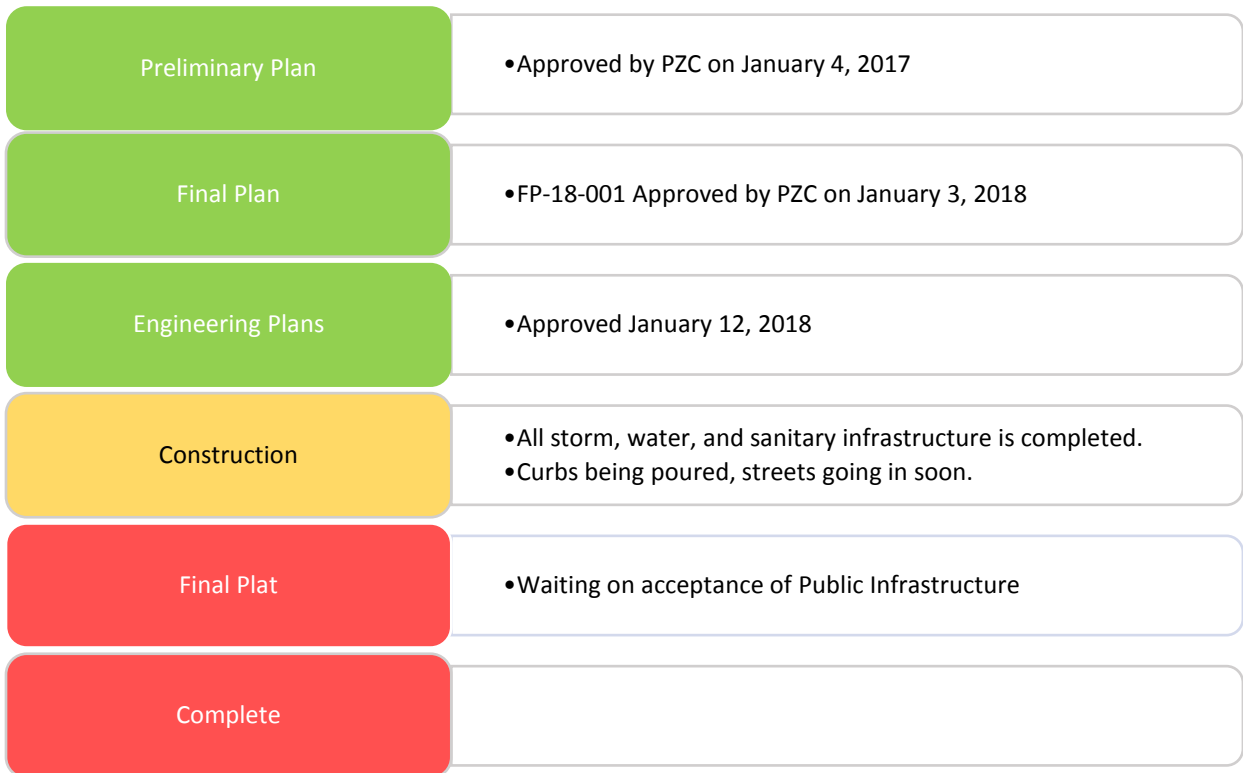 Preliminary Plan
•Approved by PZC on January 4, 2017
Final Plan
•FP-18-001 Approved by PZC on January 3, 2018
Engineering Plans
•Approved January 12, 2018
Construction
•All storm, water, and sanitary infrastructure is completed.
•Curbs being poured, streets going in soon.
Final Plat
•Waiting on acceptance of Public Infrastructure
Complete